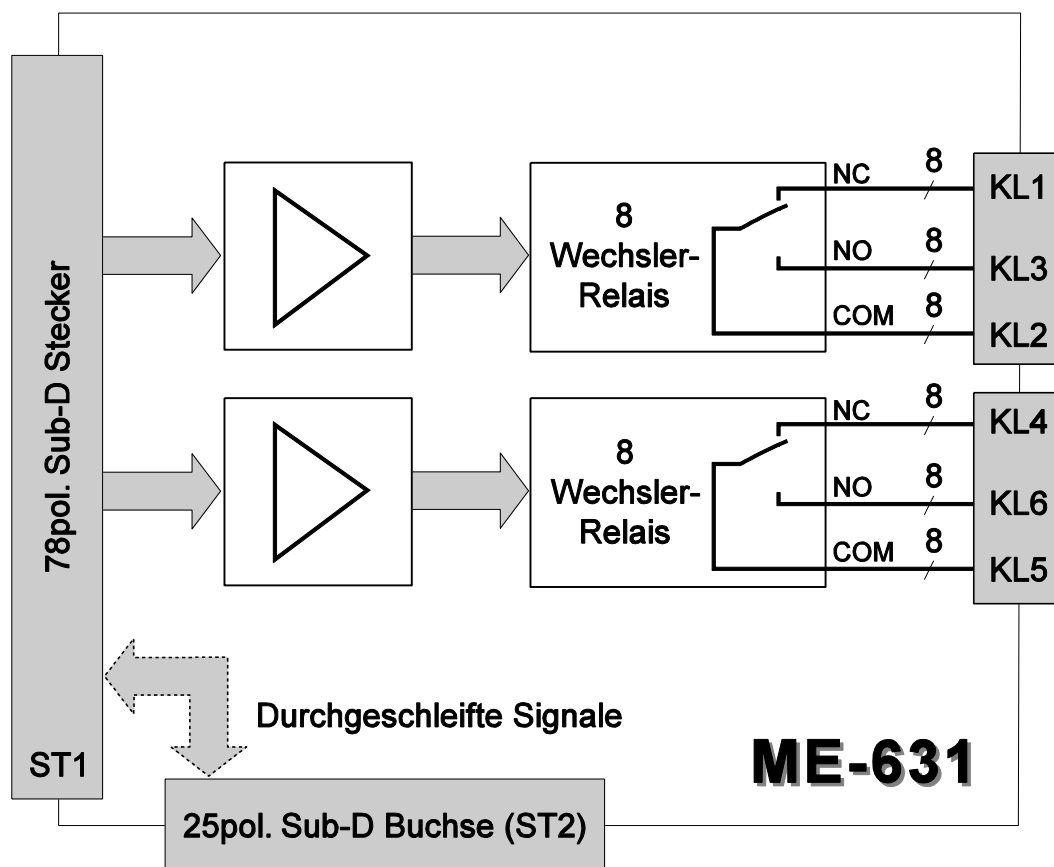 78pol. Sub-D Stecker
ST1
8
Wechsler-
Relais
NC
8
KL1
NO
8
KL3
COM
8
KL2
8
Wechsler-
Relais
NC
8
KL4
NO
8
KL6
COM
8
KL5
Durchgeschleifte Signale
ME-631
25pol. Sub-D Buchse (ST2)